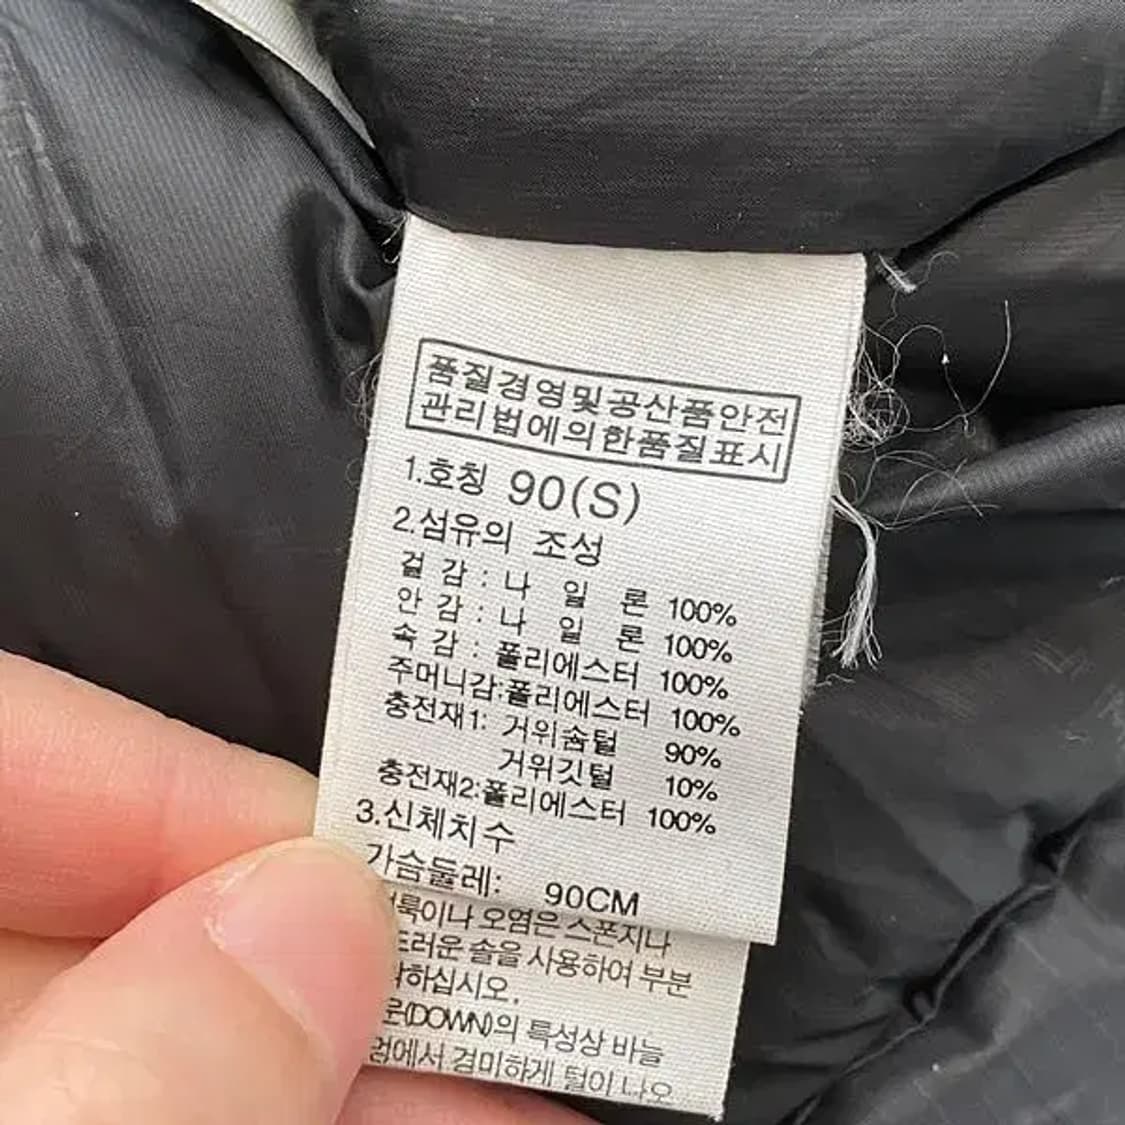 품질경영및공산품안전
관리법에의한품질표시
1.호칭 90(S)
2.섬유의 조성
겉 감 : 나 일 론 100%
안 감 : 나 일 론 100%
속 감 : 폴리에스터 100%
주머니감:폴리에스터 100%
충전재1: 거위솜털 90%
거위깃털 10%
충전재2:폴리에스터 100%
3.신체치수
가슴둘레: 90CM
오염은 스폰지나
솔을 사용하여 부분
하십시오.
(DOWN)의 특성상 바늘
경미하게 털이 나오